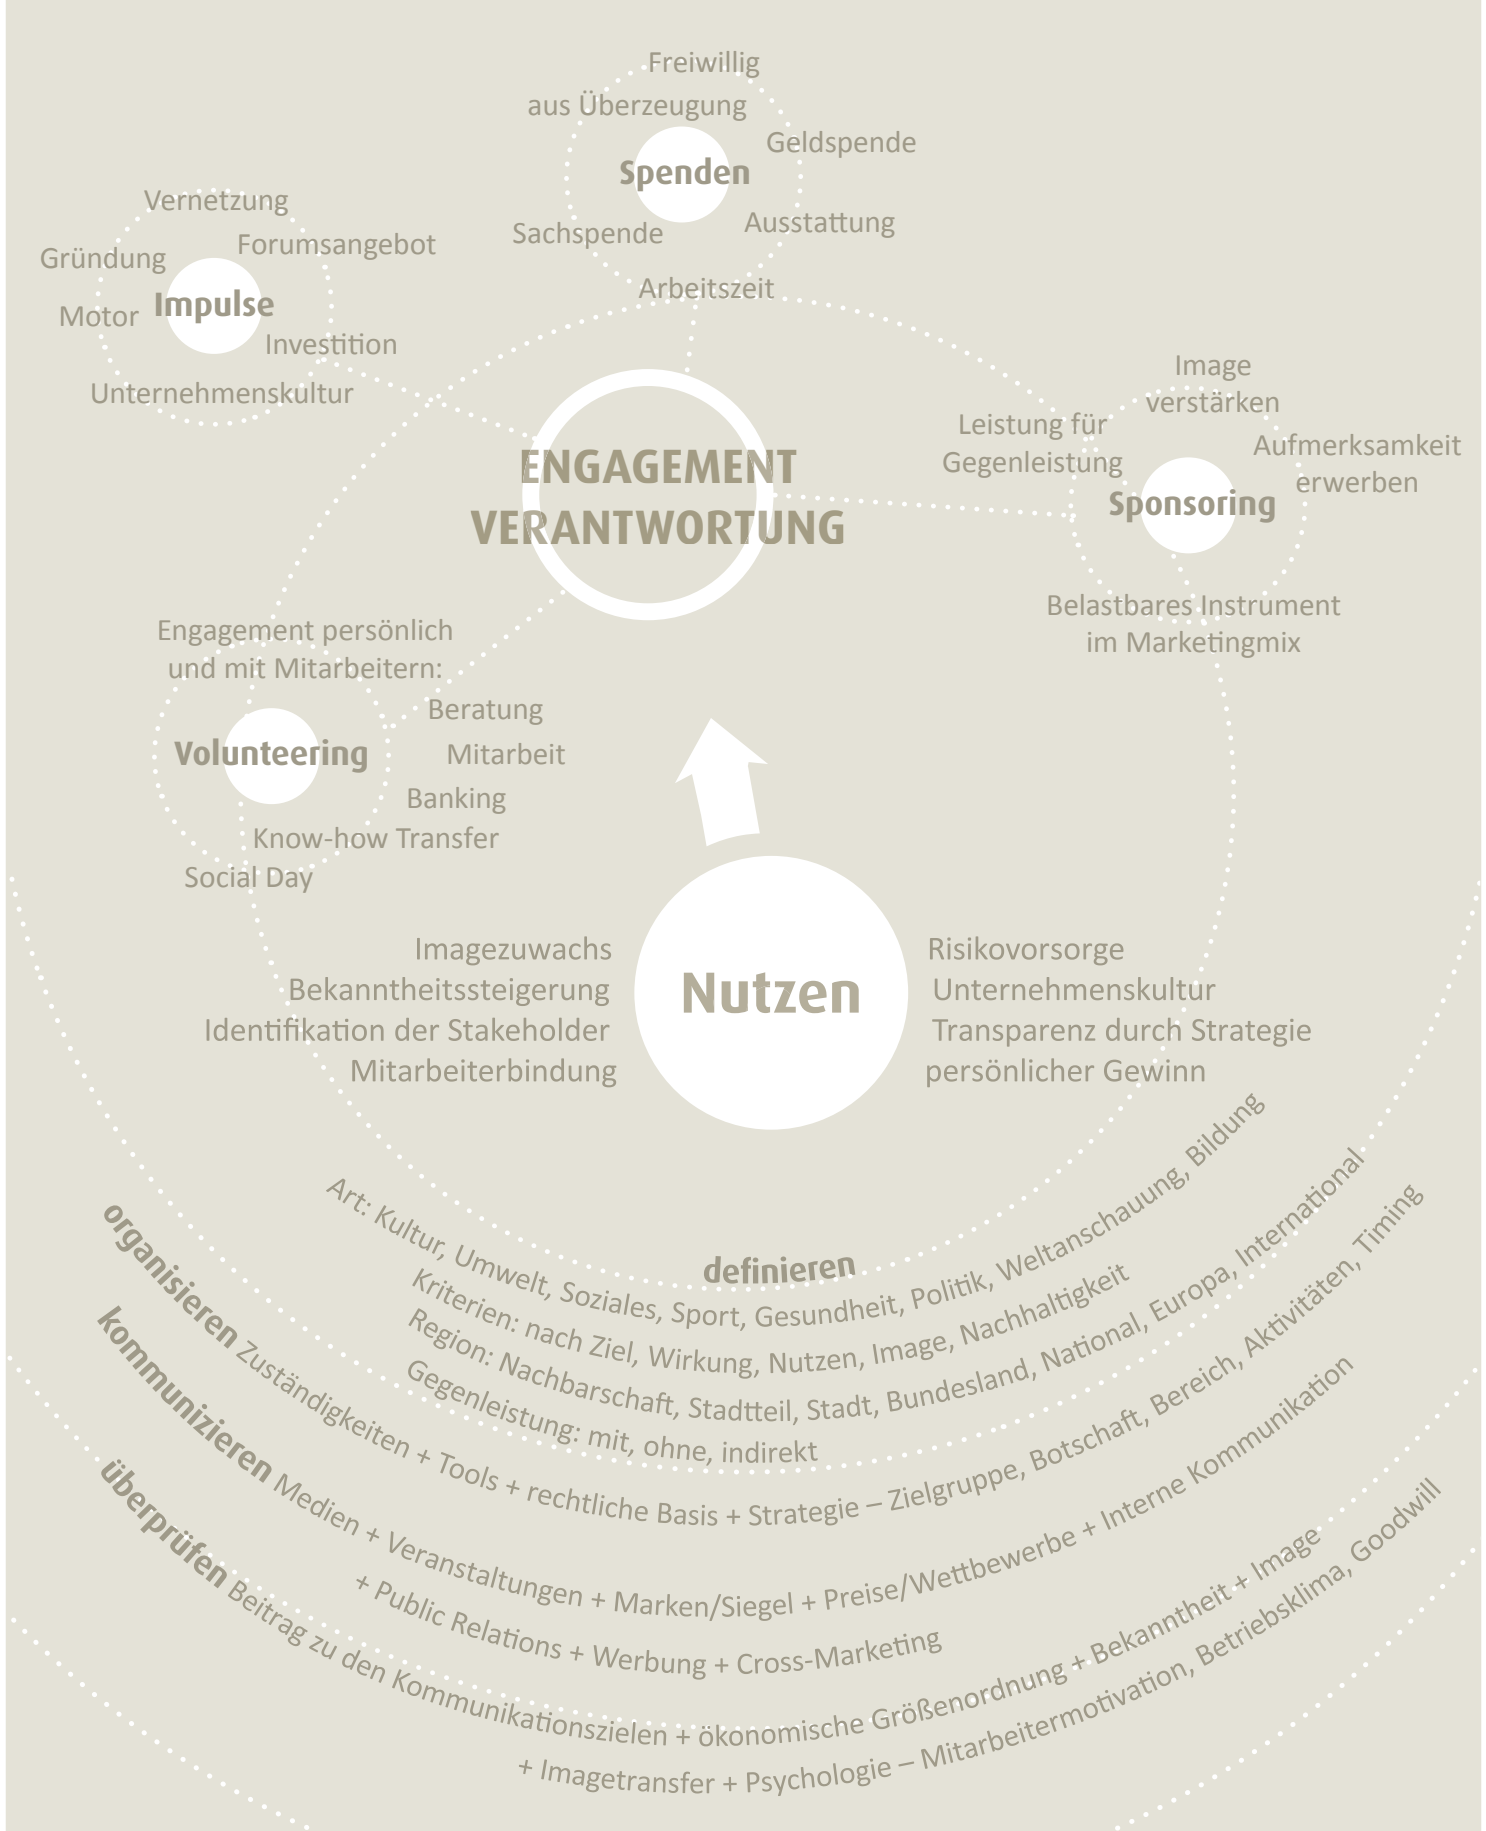 Freiwillig
aus Überzeugung
Geldspende
Spenden
Sachspende
Ausstattung
Arbeitszeit
Vernetzung
Gründung
Forumsangebot
Motor
Impulse
Investition
Unternehmenskultur
ENGAGEMENT
VERANTWORTUNG
Image
verstärken
Leistung für
Gegenleistung
Aufmerksamkeit
erwerben
Sponsoring
Belastbares Instrument
im Marketingmix
Engagement persönlich
und mit Mitarbeitern:
Beratung
Volunteering
Mitarbeit
Banking
Know-how Transfer
Social Day
Imagezuwachs
Bekanntheitssteigerung
Identifikation der Stakeholder
Mitarbeiterbindung
Nutzen
Risikovorsorge
Unternehmenskultur
Transparenz durch Strategie
persönlicher Gewinn
definieren
Art: Kultur, Umwelt, Soziales, Sport, Gesundheit, Politik, Weltanschauung, Bildung
Kriterien: nach Ziel, Wirkung, Nutzen, Image, Nachhaltigkeit
Region: Nachbarschaft, Stadtteil, Stadt, Bundesland, National, Europa, International
Gegenleistung: mit, ohne, indirekt
organisieren Zuständigkeiten + Tools + rechtliche Basis + Strategie – Zielgruppe, Botschaft, Bereich, Aktivitäten, Timing
kommunizieren Medien + Veranstaltungen + Marken/Siegel + Preise/Wettbewerbe + Interne Kommunikation
+ Public Relations + Werbung + Cross-Marketing
überprüfen Beitrag zu den Kommunikationszielen + ökonomische Größenordnung + Bekanntheit + Image
+ Imagetransfer + Psychologie – Mitarbeitermotivation, Betriebsklima, Goodwill